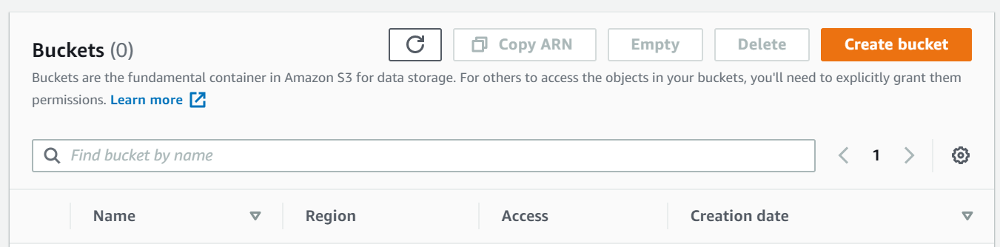 Buckets (0)
Copy ARN
Empty
Delete
Create bucket
Buckets are the fundamental container in Amazon S3 for data storage. For others to access the objects in your buckets, you'll need to explicitly grant them
permissions. Learn more
Find bucket by name
1
Name
Region
Access
Creation date